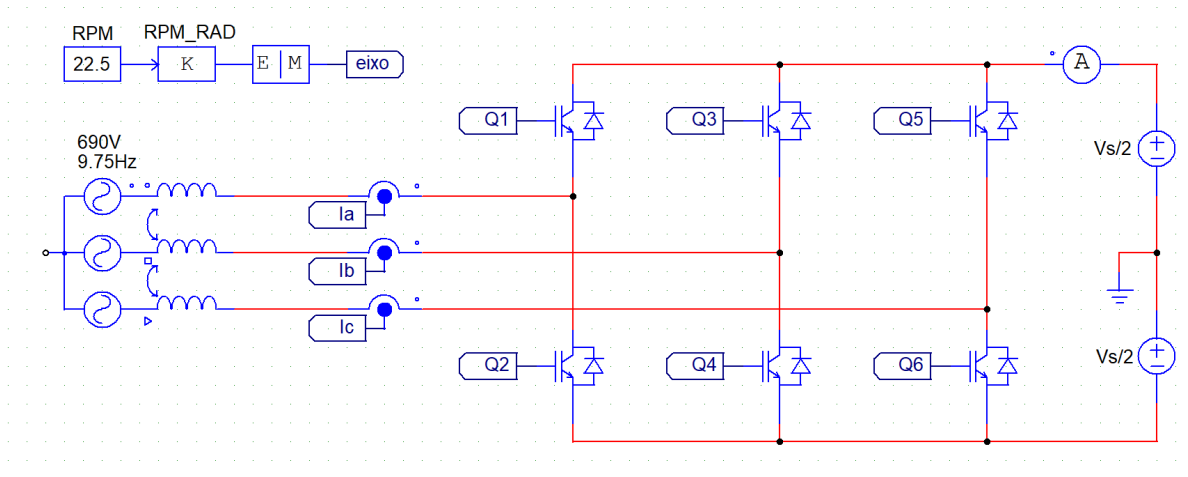 RPM RPM_RAD
22.5 K E M eixo
A
Q1 Q3 Q5
Vs/2
690V
9.75Hz
Ia
Ib
Ic
Q2 Q4 Q6
Vs/2